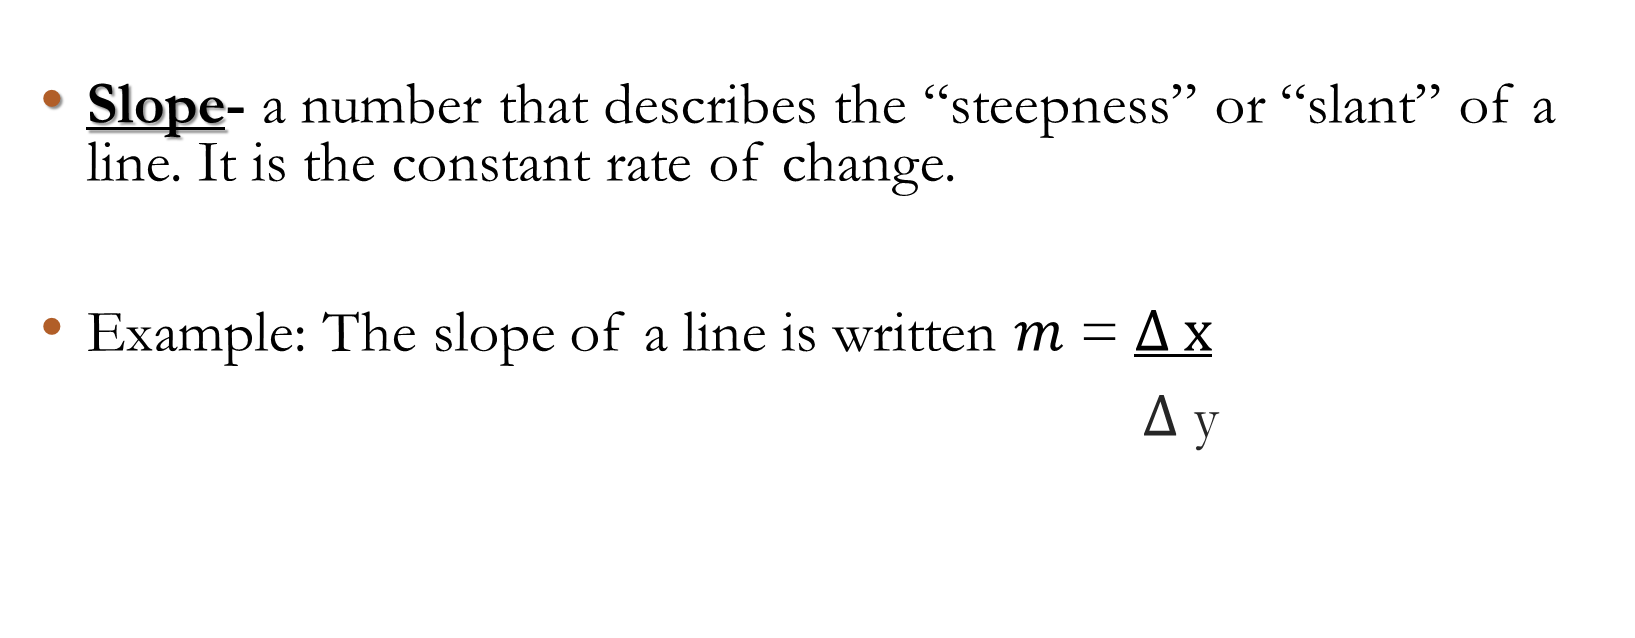 • Slope- a number that describes the “steepness” or “slant” of a
line. It is the constant rate of change.
• Example: The slope of a line is written m = Δ x
Δ y